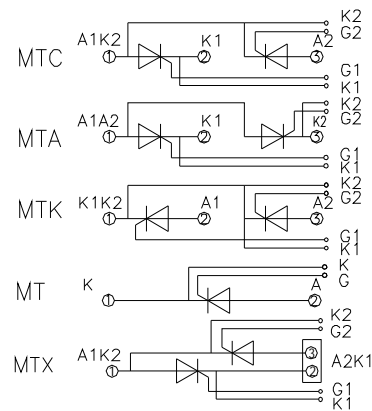 K2
G2
A1K2 K1 A2
MTC 1 2 3
G1
K1
K2
G2
A1A2 K1 K2
MTA 1 2 3
G1
K1
K2
G2
K1K2 A1 A2
MTK 1 2 3
G1
K1
K
G
K A
MT 1 2
K2
G2
3
A1K2 A2K1
MTX 1 2
G1
K1